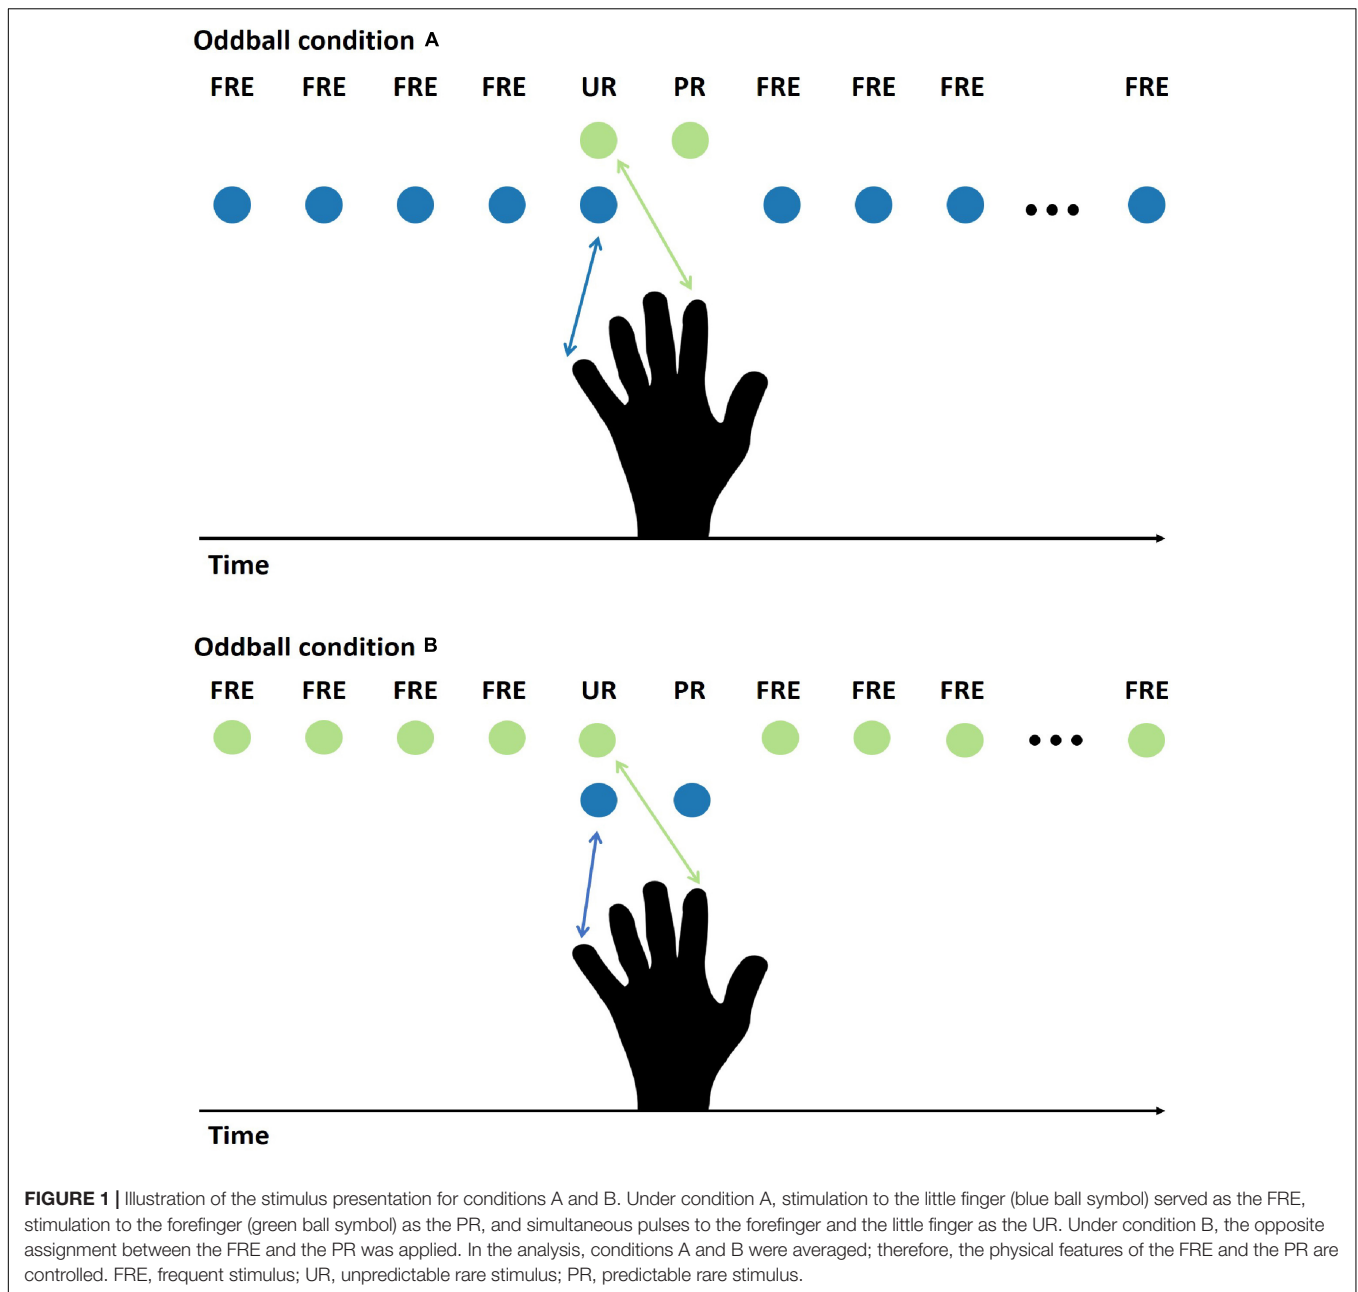 Oddball condition A
FRE FRE FRE FRE UR PR FRE FRE FRE FRE
Time
Oddball condition B
FRE FRE FRE FRE UR PR FRE FRE FRE FRE
Time
FIGURE 1 | Illustration of the stimulus presentation for conditions A and B. Under condition A, stimulation to the little finger (blue ball symbol) served as the FRE,
stimulation to the forefinger (green ball symbol) as the PR, and simultaneous pulses to the forefinger and the little finger as the UR. Under condition B, the opposite
assignment between the FRE and the PR was applied. In the analysis, conditions A and B were averaged; therefore, the physical features of the FRE and the PR are
controlled. FRE, frequent stimulus; UR, unpredictable rare stimulus; PR, predictable rare stimulus.